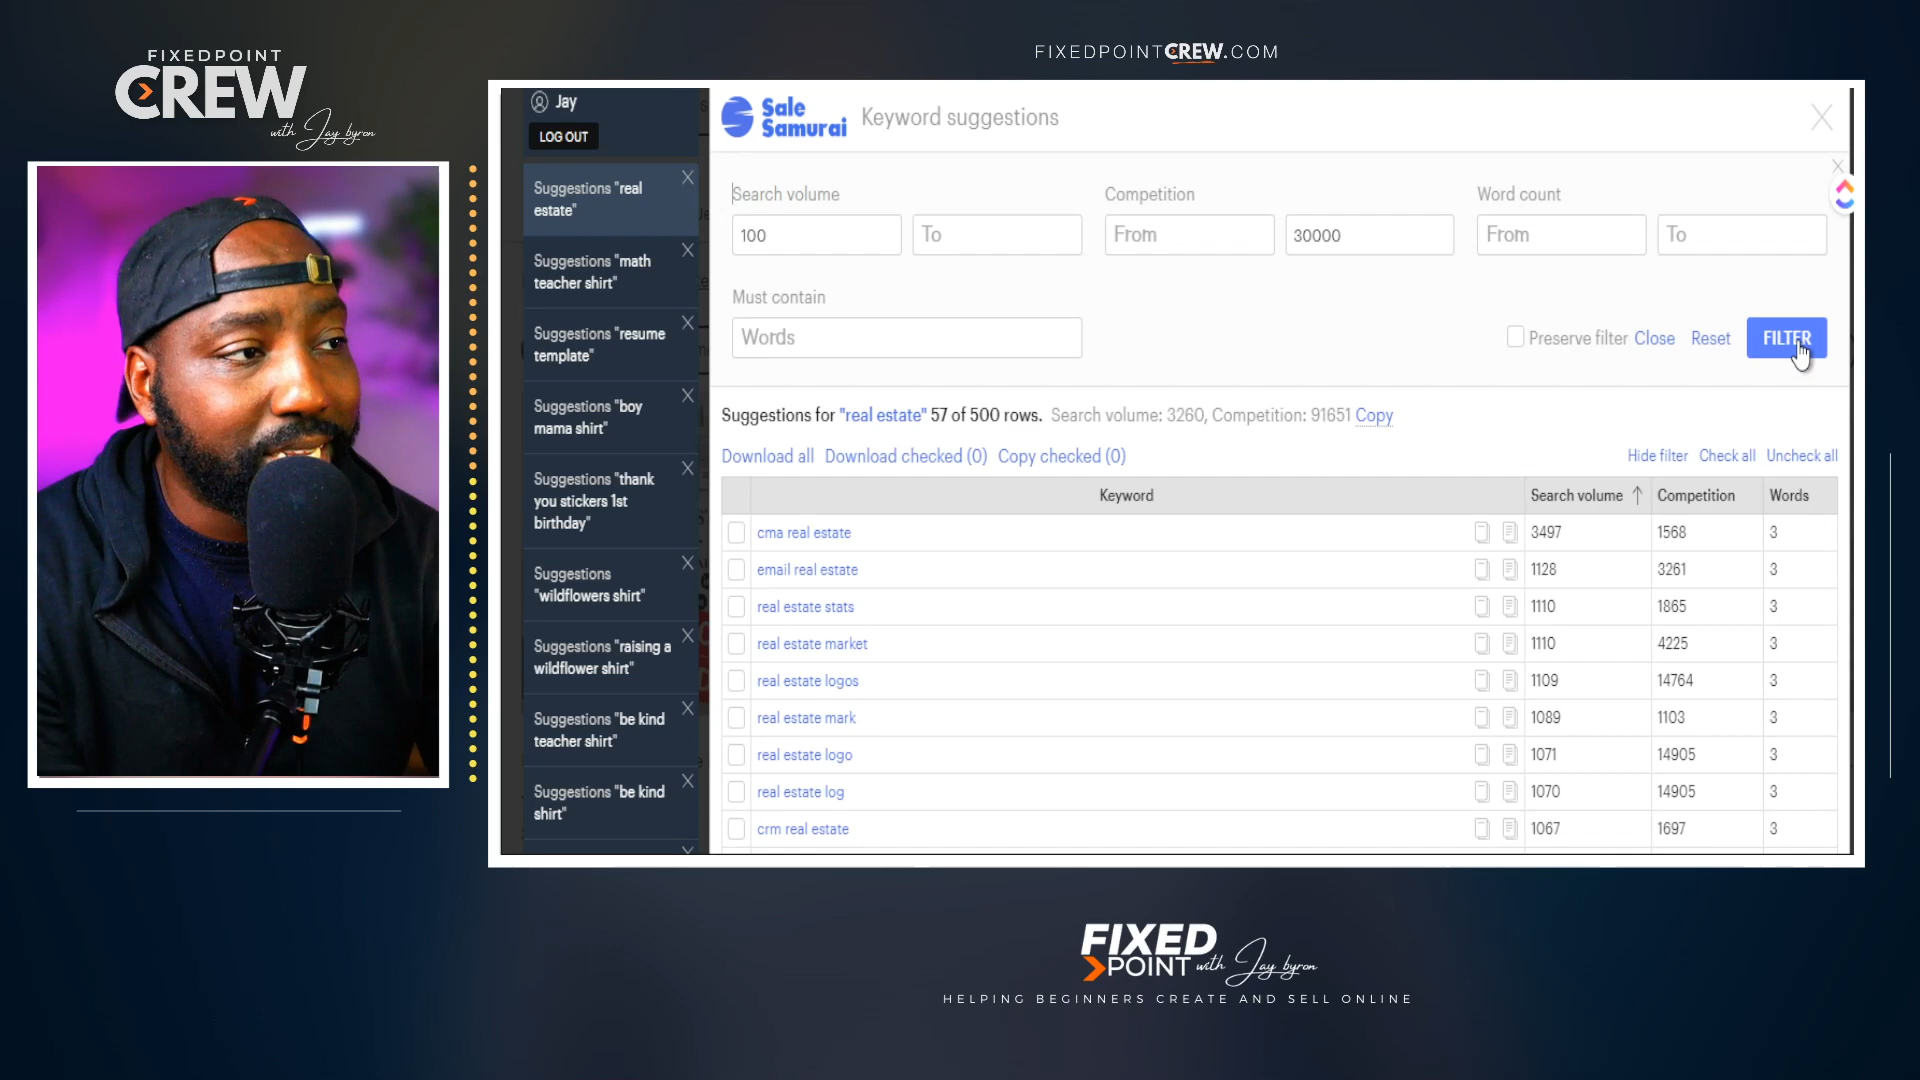 FIXEDPOINT
CREW
with Jay byron
FIXEDPOINTCREW.COM
Jay
LOG OUT
Suggestions "real
estate"
Suggestions "math
teacher shirt"
Suggestions "resume
template"
Suggestions "boy
mama shirt"
Suggestions "thank
you stickers 1st
birthday"
Suggestions
"wildflowers shirt"
Suggestions "raising a
wildflower shirt"
Suggestions "be kind
teacher shirt"
Suggestions "be kind
shirt"
Sale
Samurai
Keyword suggestions
X
Search volume
Competition
Word count
100
To
From
30000
From
To
Must contain
Words
Preserve filter Close Reset FILTER
Suggestions for "real estate" 57 of 500 rows. Search volume: 3260, Competition: 91651 Copy
Download all Download checked (0) Copy checked (0) Hide filter Check all Uncheck all
Keyword Search volume ↑ Competition Words
cma real estate 3497 1568 3
email real estate 1128 3261 3
real estate stats 1110 1865 3
real estate market 1110 4225 3
real estate logos 1109 14764 3
real estate mark 1089 1103 3
real estate logo 1071 14905 3
real estate log 1070 14905 3
crm real estate 1067 1697 3
FIXED
POINT with Jay byron
HELPING BEGINNERS CREATE AND SELL ONLINE